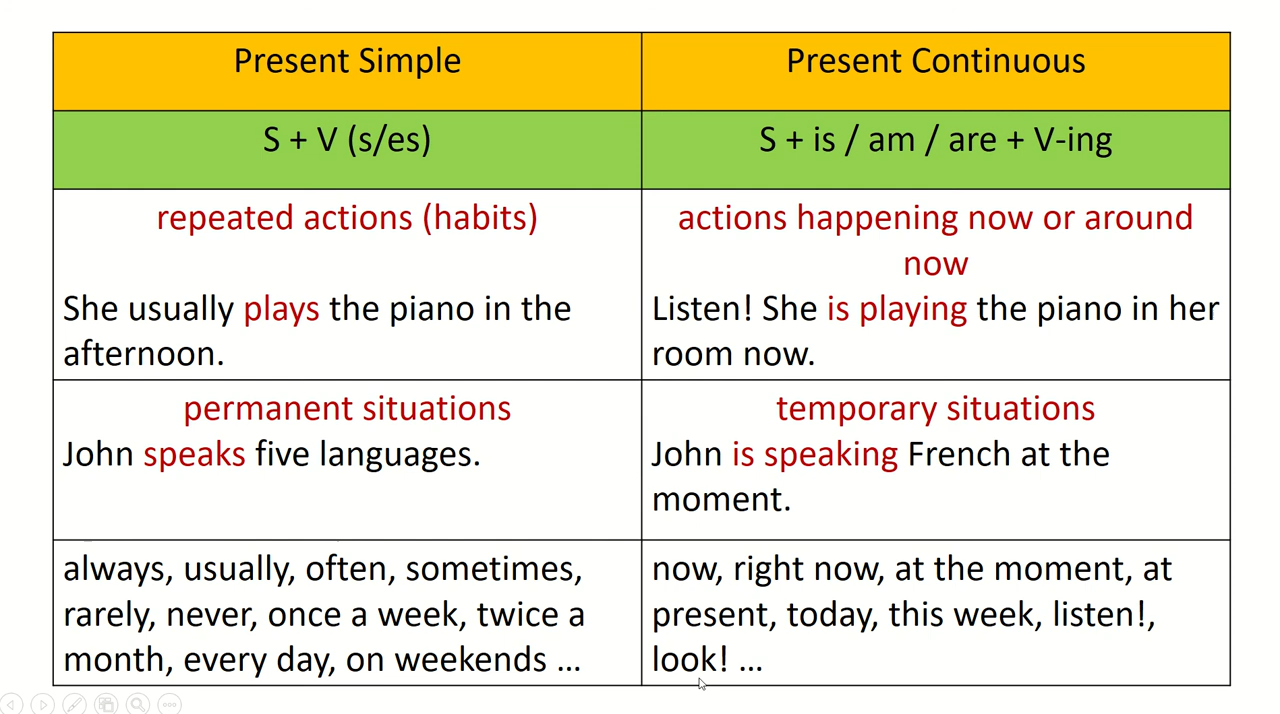 Present Simple
Present Continuous
S + V (s/es)
S + is / am / are + V-ing
repeated actions (habits)
She usually plays the piano in the
afternoon.
actions happening now or around
now
Listen! She is playing the piano in her
room now.
permanent situations
John speaks five languages.
temporary situations
John is speaking French at the
moment.
always, usually, often, sometimes,
rarely, never, once a week, twice a
month, every day, on weekends ...
now, right now, at the moment, at
present, today, this week, listen!,
look! ...